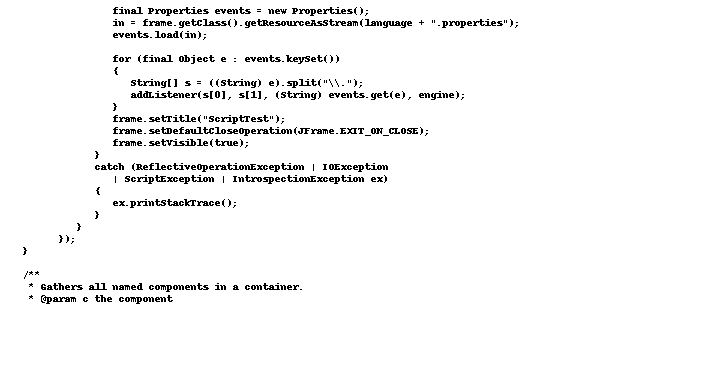 final Properties events = new Properties();
in = frame.getClass().getResourceAsStream(language + ".properties");
events.load(in);
for (final Object e : events.keySet())
{
String[] s = ((String) e).split("\\.");
addListener(s[0], s[1], (String) events.get(e), engine);
}
frame.setTitle("ScriptTest");
frame.setDefaultCloseOperation(JFrame.EXIT_ON_CLOSE);
frame.setVisible(true);
}
catch (ReflectiveOperationException | IOException
| ScriptException | IntrospectionException ex)
{
ex.printStackTrace();
}
}
});
}
/**
* Gathers all named components in a container.
* @param c the component